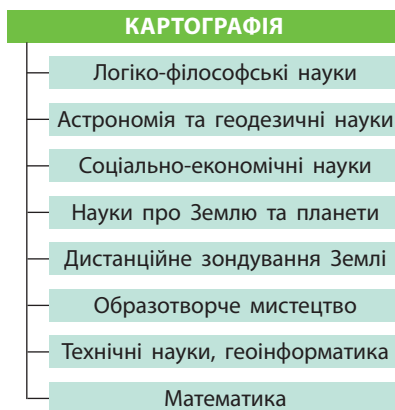 КАРТОГРАФІЯ
Логіко-філософські науки
Астрономія та геодезичні науки
Соціально-економічні науки
Науки про Землю та планети
Дистанційне зондування Землі
Образотворче мистецтво
Технічні науки, геоінформатика
Математика